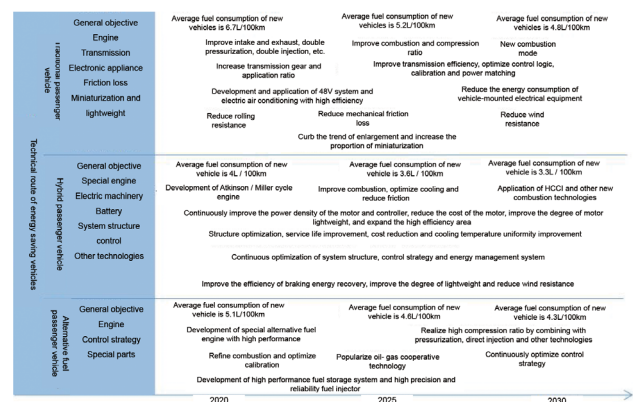 Technical route of energy saving vehicles
Traditional passenger
vehicle
General objective
Engine
Transmission
Electronic appliance
Friction loss
Miniaturization and
lightweight
Average fuel consumption of new
vehicles is 6.7L/100km
Average fuel consumption of new
vehicles is 5.2L/100km
Average fuel consumption of new
vehicles is 4.8L/100km
Improve intake and exhaust, double
pressurization, double injection, etc.
Improve combustion and compression
ratio
New combustion
mode
Increase transmission gear and
application ratio
Improve transmission efficiency, optimize control logic,
calibration and power matching
Development and application of 48V system and
electric air conditioning with high efficiency
Reduce the energy consumption of
vehicle-mounted electrical equipment
Reduce rolling
resistance
Reduce mechanical friction
loss
Reduce wind
resistance
Curb the trend of enlargement and increase the
proportion of miniaturization
Hybrid passenger vehicle
General objective
Special engine
Electric machinery
Battery
System structure
control
Other technologies
Average fuel consumption of new
vehicle is 4L / 100km
Average fuel consumption of new
vehicle is 3.6L / 100km
Average fuel consumption of new
vehicle is 3.3L / 100km
Development of Atkinson / Miller cycle
engine
Improve combustion, optimize cooling and
reduce friction
Application of HCCI and other new
combustion technologies
Continuously improve the power density of the motor and controller, reduce the cost of the motor, improve the degree of motor
lightweight, and expand the high efficiency area
Structure optimization, service life improvement, cost reduction and cooling temperature uniformity improvement
Continuous optimization of system structure, control strategy and energy management system
Improve the efficiency of braking energy recovery, improve the degree of lightweight and reduce wind resistance
Alternative fuel
passenger vehicle
General objective
Engine
Control strategy
Special parts
Average fuel consumption of new
vehicle is 5.1L/100km
Average fuel consumption of new
vehicle is 4.6L/100km
Average fuel consumption of new
vehicle is 4.3L/100km
Development of special alternative fuel
engine with high performance
Realize high compression ratio by combining with
pressurization, direct injection and other technologies
Refine combustion and optimize
calibration
Popularize oil- gas cooperative
technology
Continuously optimize control
strategy
Development of high performance fuel storage system and high precision and
reliability fuel injector
2020
2025
2030